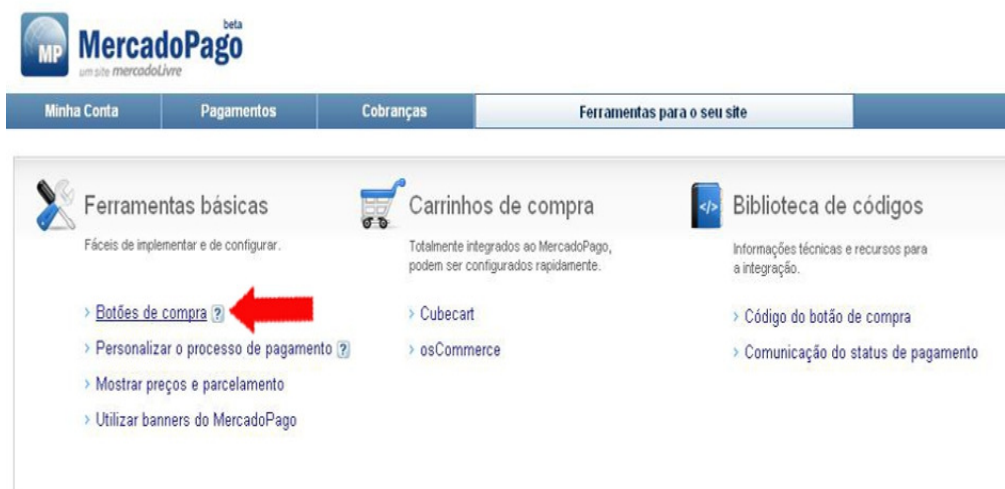 beta
MP MercadoPago
um site mercadoLivre
Minha Conta Pagamentos Cobranças Ferramentas para o seu site
Ferramentas básicas
Fáceis de implementar e de configurar.
> Botões de compra ?
> Personalizar o processo de pagamento ?
> Mostrar preços e parcelamento
> Utilizar banners do MercadoPago
Carrinhos de compra
Totalmente integrados ao MercadoPago,
podem ser configurados rapidamente.
> Cubecart
> osCommerce
</> Biblioteca de códigos
Informações técnicas e recursos para
a integração.
> Código do botão de compra
> Comunicação do status de pagamento